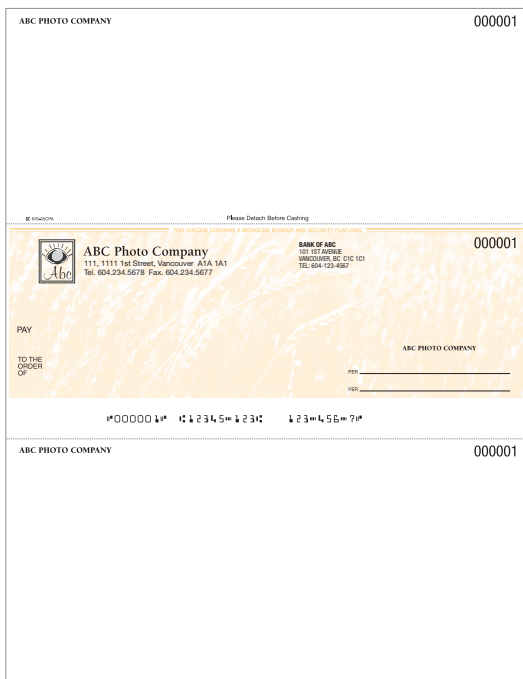 ABC PHOTO COMPANY 000001
Please Detach Before Cashing
THIS CHEQUE CONTAINS A MICROLINE BORDER AND SECURITY FEATURES
Abc
ABC Photo Company
111, 1111 1st Street, Vancouver A1A 1A1
Tel. 604.234.5678 Fax. 604.234.5677
BANK OF ABC
101 1ST AVENUE
VANCOUVER, BC C1C 1C1
TEL: 604-123-4567
000001
PAY
TO THE
ORDER
OF
ABC PHOTO COMPANY
PER
PER
⑈000001⑈ ⑆12345⑉123⑆ 123⑉456⑉7⑈
ABC PHOTO COMPANY 000001